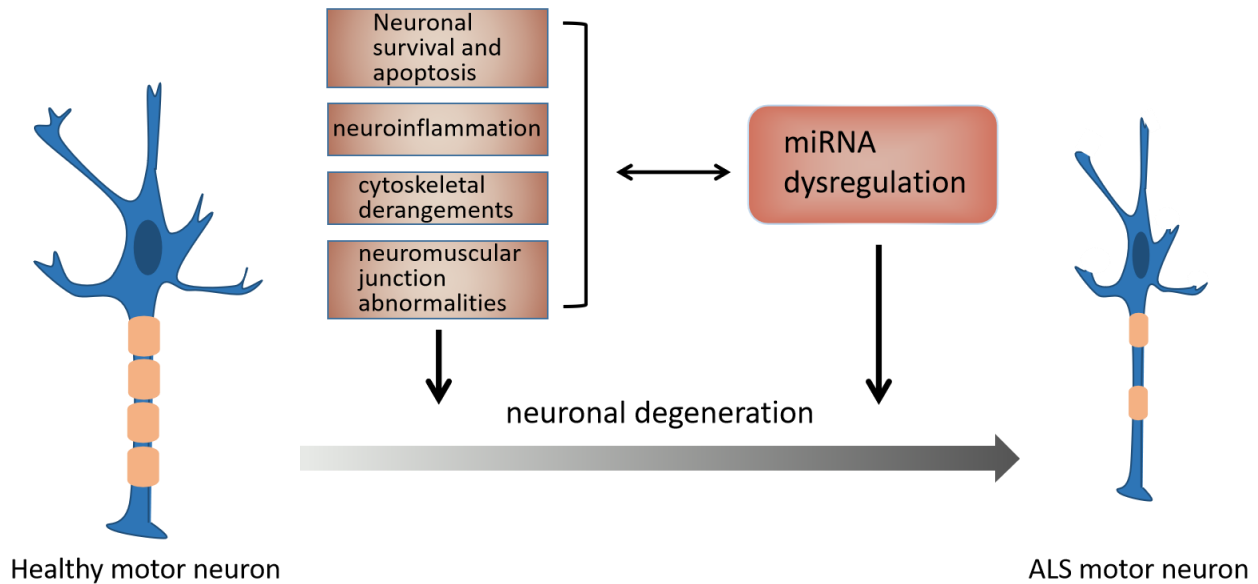 Neuronal
survival and
apoptosis
neuroinflammation
cytoskeletal
derangements
neuromuscular
junction
abnormalities
miRNA
dysregulation
neuronal degeneration
Healthy motor neuron
ALS motor neuron